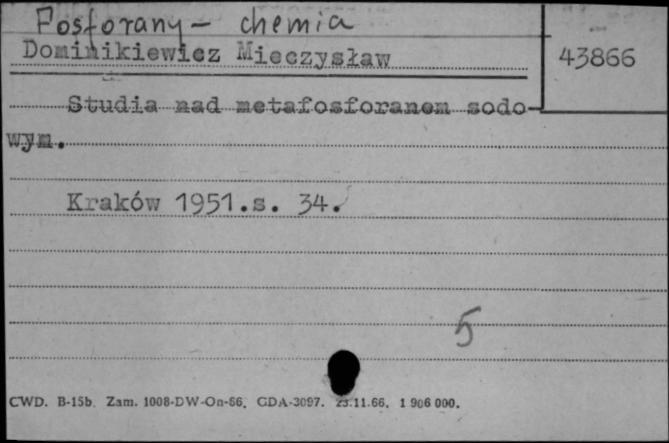 Fosforany - chemia
Dominikiewicz Mieczysław
43866
Studia nad metafosforanem sodo-
wym.
Kraków 1951.s. 34.
5
CWD. B-15b. Zam. 1008-DW-On-66. GDA-3097. 23.11.66. 1 906 000.